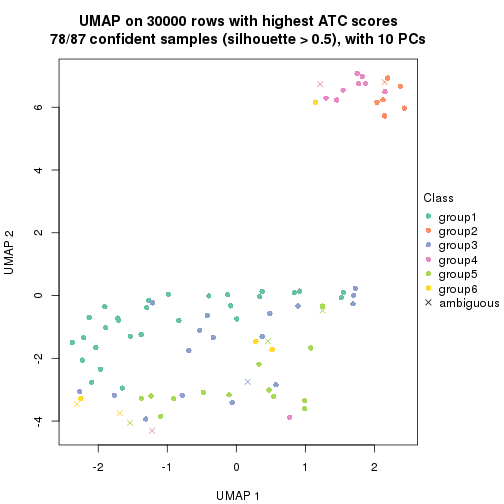 UMAP on 30000 rows with highest ATC scores
78/87 confident samples (silhouette > 0.5), with 10 PCs
6
4
2
0
-2
-4
UMAP 2
-2
-1
0
1
2
UMAP 1
Class
group1
group2
group3
group4
group5
group6
ambiguous